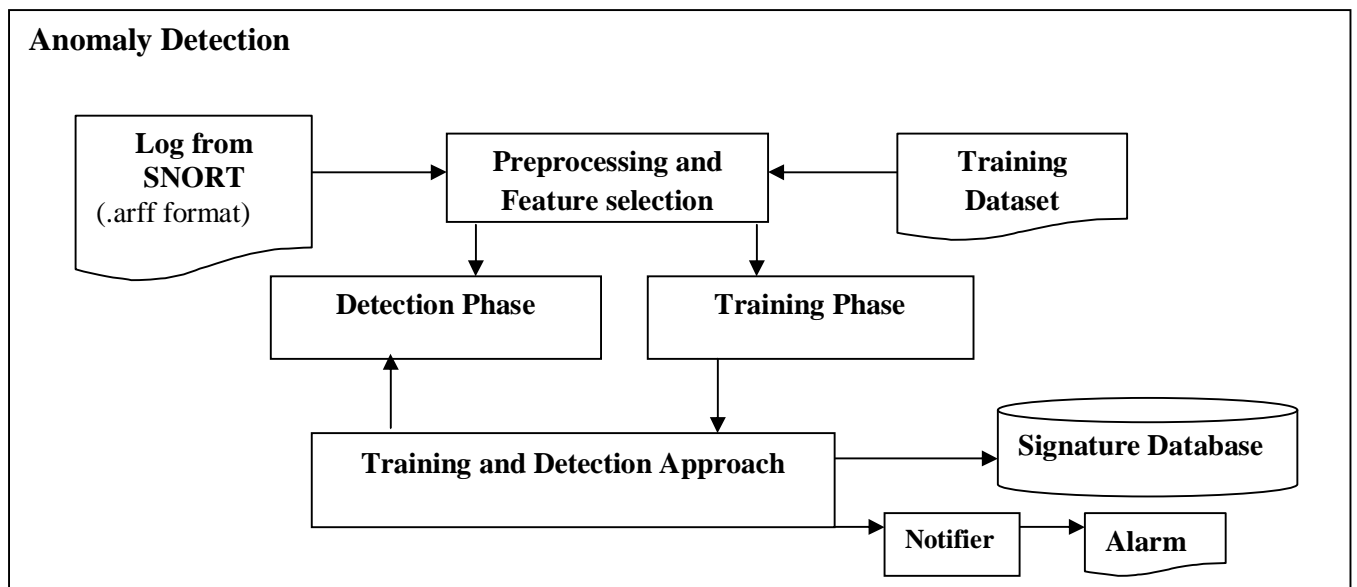 Anomaly Detection
Log from
SNORT
(.arff format)
Preprocessing and
Feature selection
Training
Dataset
Detection Phase
Training Phase
Training and Detection Approach
Signature Database
Notifier
Alarm